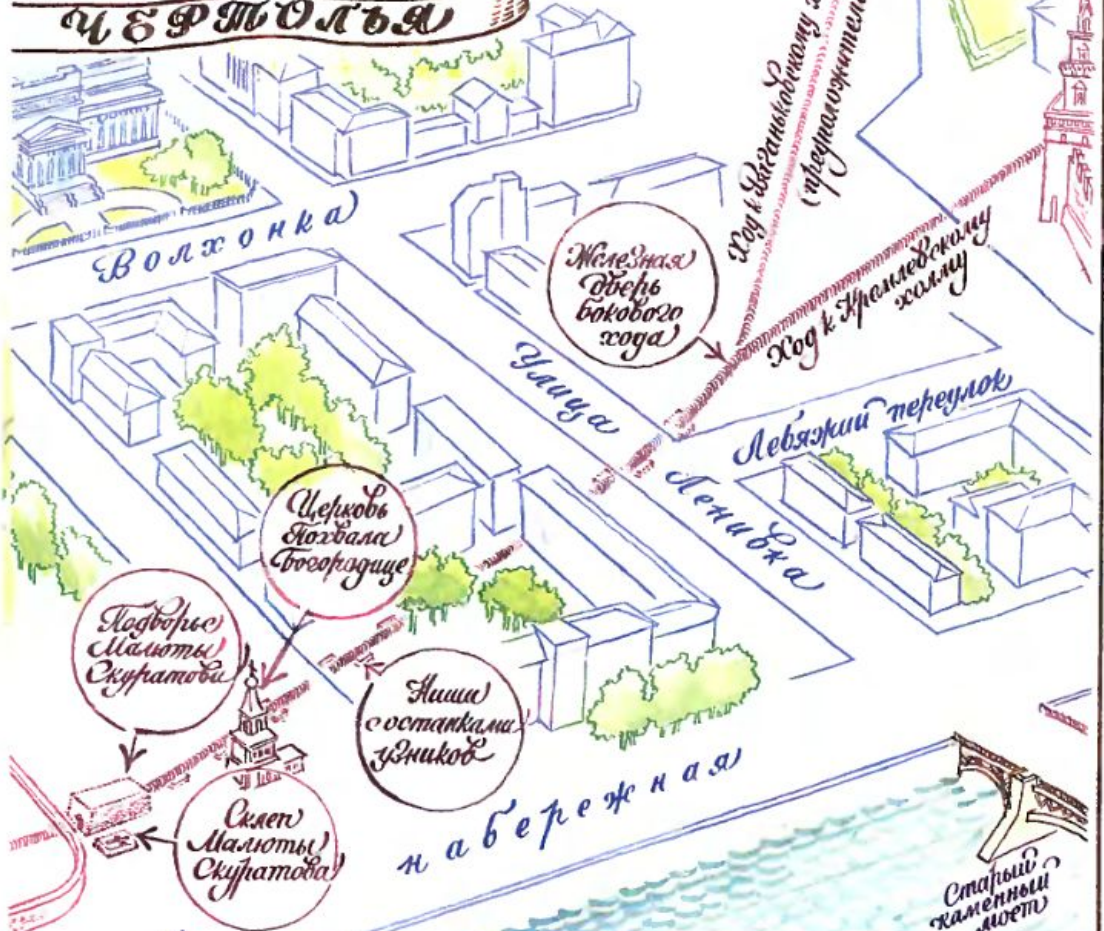 ЧЕРТОЛЬЯ
Ход к Ваганьковскому
(предположительно
Волхонка
Железная
дверь
бокового
хода
Ход к Кремлевскому
холму
Улица
Ленивка
Лебяжий переулок
Церковь
Похвала
Богородице
Подворье
Малюты
Скуратова
Ниша
с останками
узников
Склеп
Малюты
Скуратова
набережная
Старый
каменный
мост